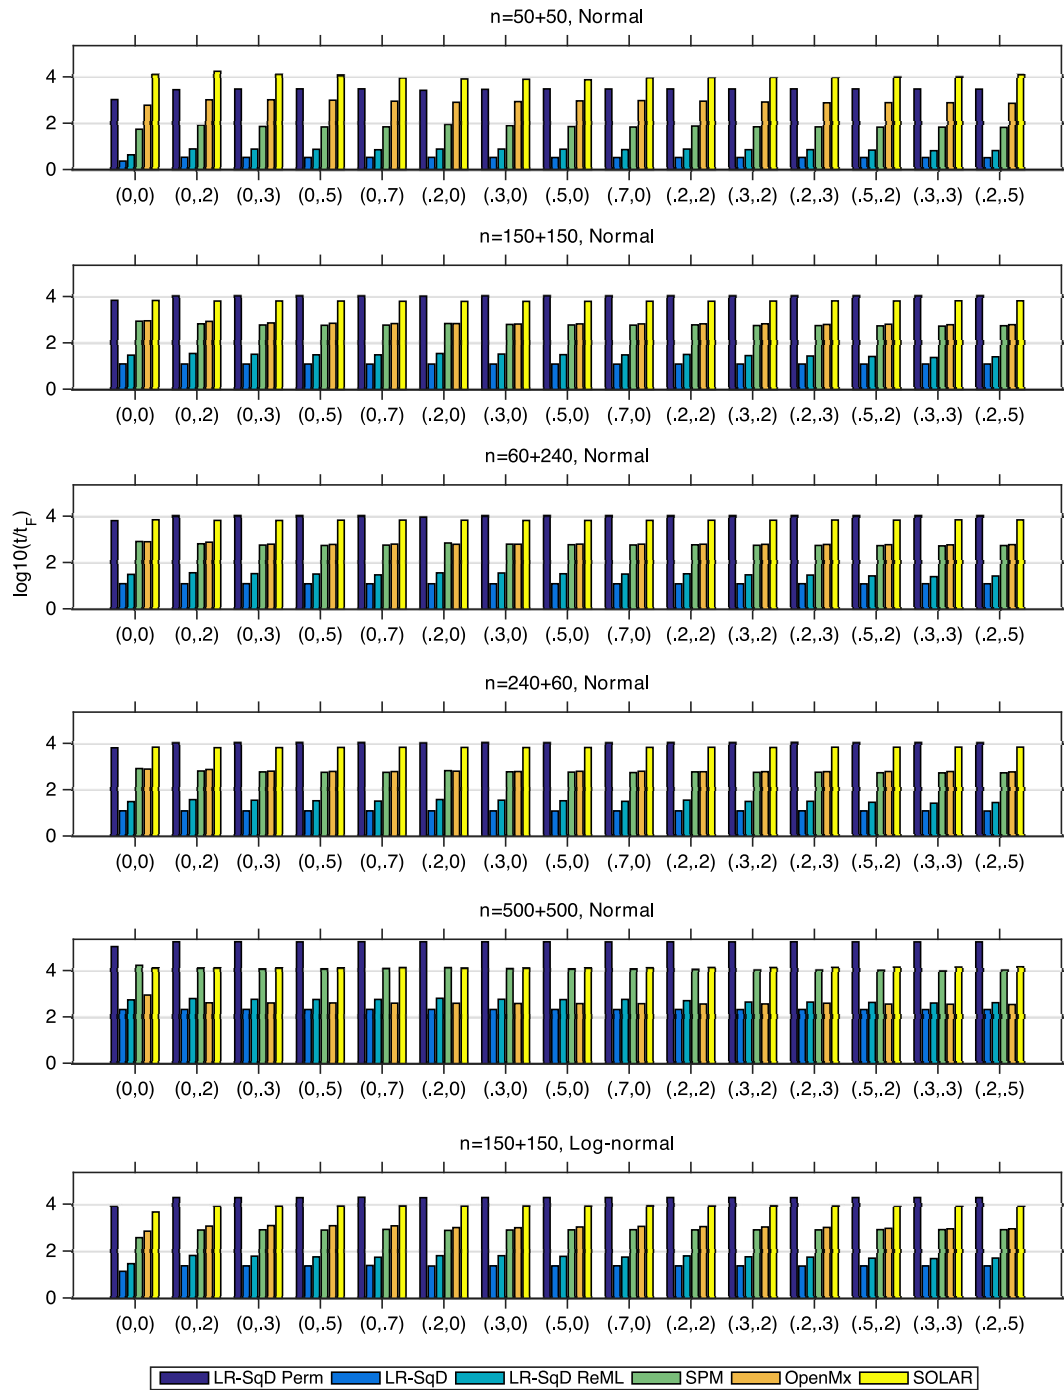 n=50+50, Normal
4
2
0
(0,0) (0,.2) (0,.3) (0,.5) (0,.7) (.2,0) (.3,0) (.5,0) (.7,0) (.2,.2) (.3,.2) (.2,.3) (.5,.2) (.3,.3) (.2,.5)
n=150+150, Normal
4
2
0
(0,0) (0,.2) (0,.3) (0,.5) (0,.7) (.2,0) (.3,0) (.5,0) (.7,0) (.2,.2) (.3,.2) (.2,.3) (.5,.2) (.3,.3) (.2,.5)
n=60+240, Normal
log10(t/t_F)
4
2
0
(0,0) (0,.2) (0,.3) (0,.5) (0,.7) (.2,0) (.3,0) (.5,0) (.7,0) (.2,.2) (.3,.2) (.2,.3) (.5,.2) (.3,.3) (.2,.5)
n=240+60, Normal
4
2
0
(0,0) (0,.2) (0,.3) (0,.5) (0,.7) (.2,0) (.3,0) (.5,0) (.7,0) (.2,.2) (.3,.2) (.2,.3) (.5,.2) (.3,.3) (.2,.5)
n=500+500, Normal
4
2
0
(0,0) (0,.2) (0,.3) (0,.5) (0,.7) (.2,0) (.3,0) (.5,0) (.7,0) (.2,.2) (.3,.2) (.2,.3) (.5,.2) (.3,.3) (.2,.5)
n=150+150, Log-normal
4
2
0
(0,0) (0,.2) (0,.3) (0,.5) (0,.7) (.2,0) (.3,0) (.5,0) (.7,0) (.2,.2) (.3,.2) (.2,.3) (.5,.2) (.3,.3) (.2,.5)
LR-SqD Perm LR-SqD LR-SqD ReML SPM OpenMx SOLAR